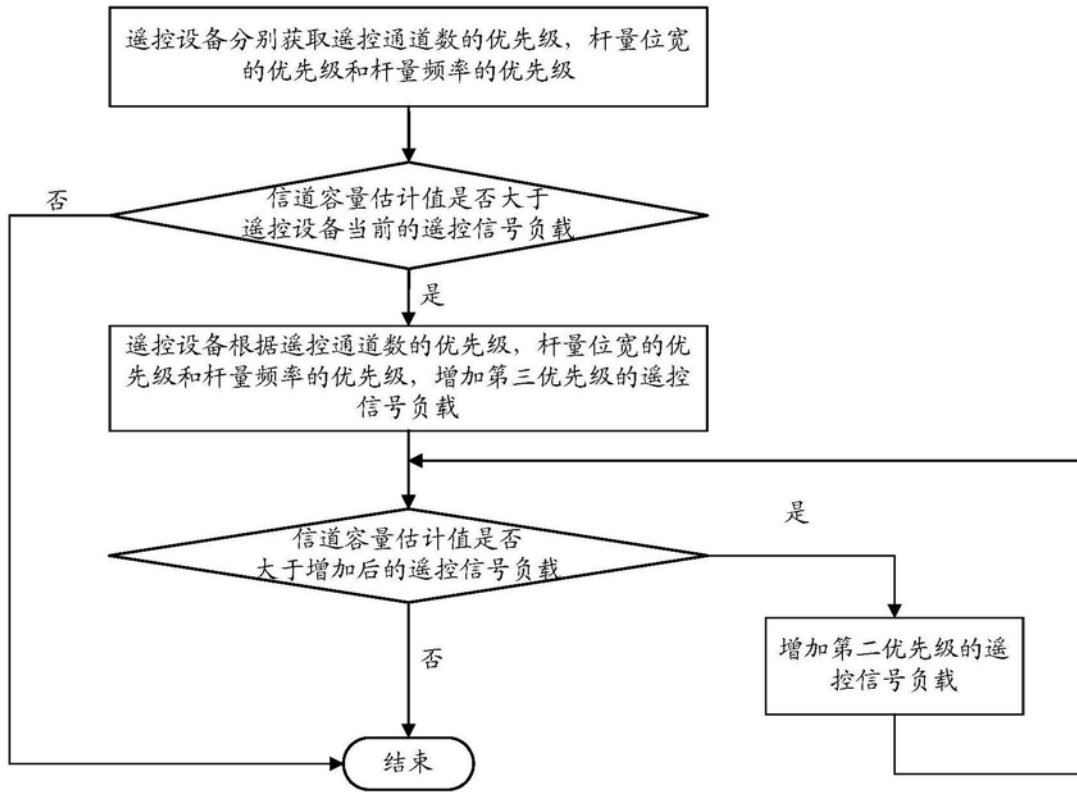 遥控设备分别获取遥控通道数的优先级，杆量位宽
的优先级和杆量频率的优先级
否
信道容量估计值是否大于
遥控设备当前的遥控信号负载
是
遥控设备根据遥控通道数的优先级，杆量位宽的优
先级和杆量频率的优先级，增加第三优先级的遥控
信号负载
是
信道容量估计值是否
大于增加后的遥控信号负载
否
增加第二优先级的遥
控信号负载
结束